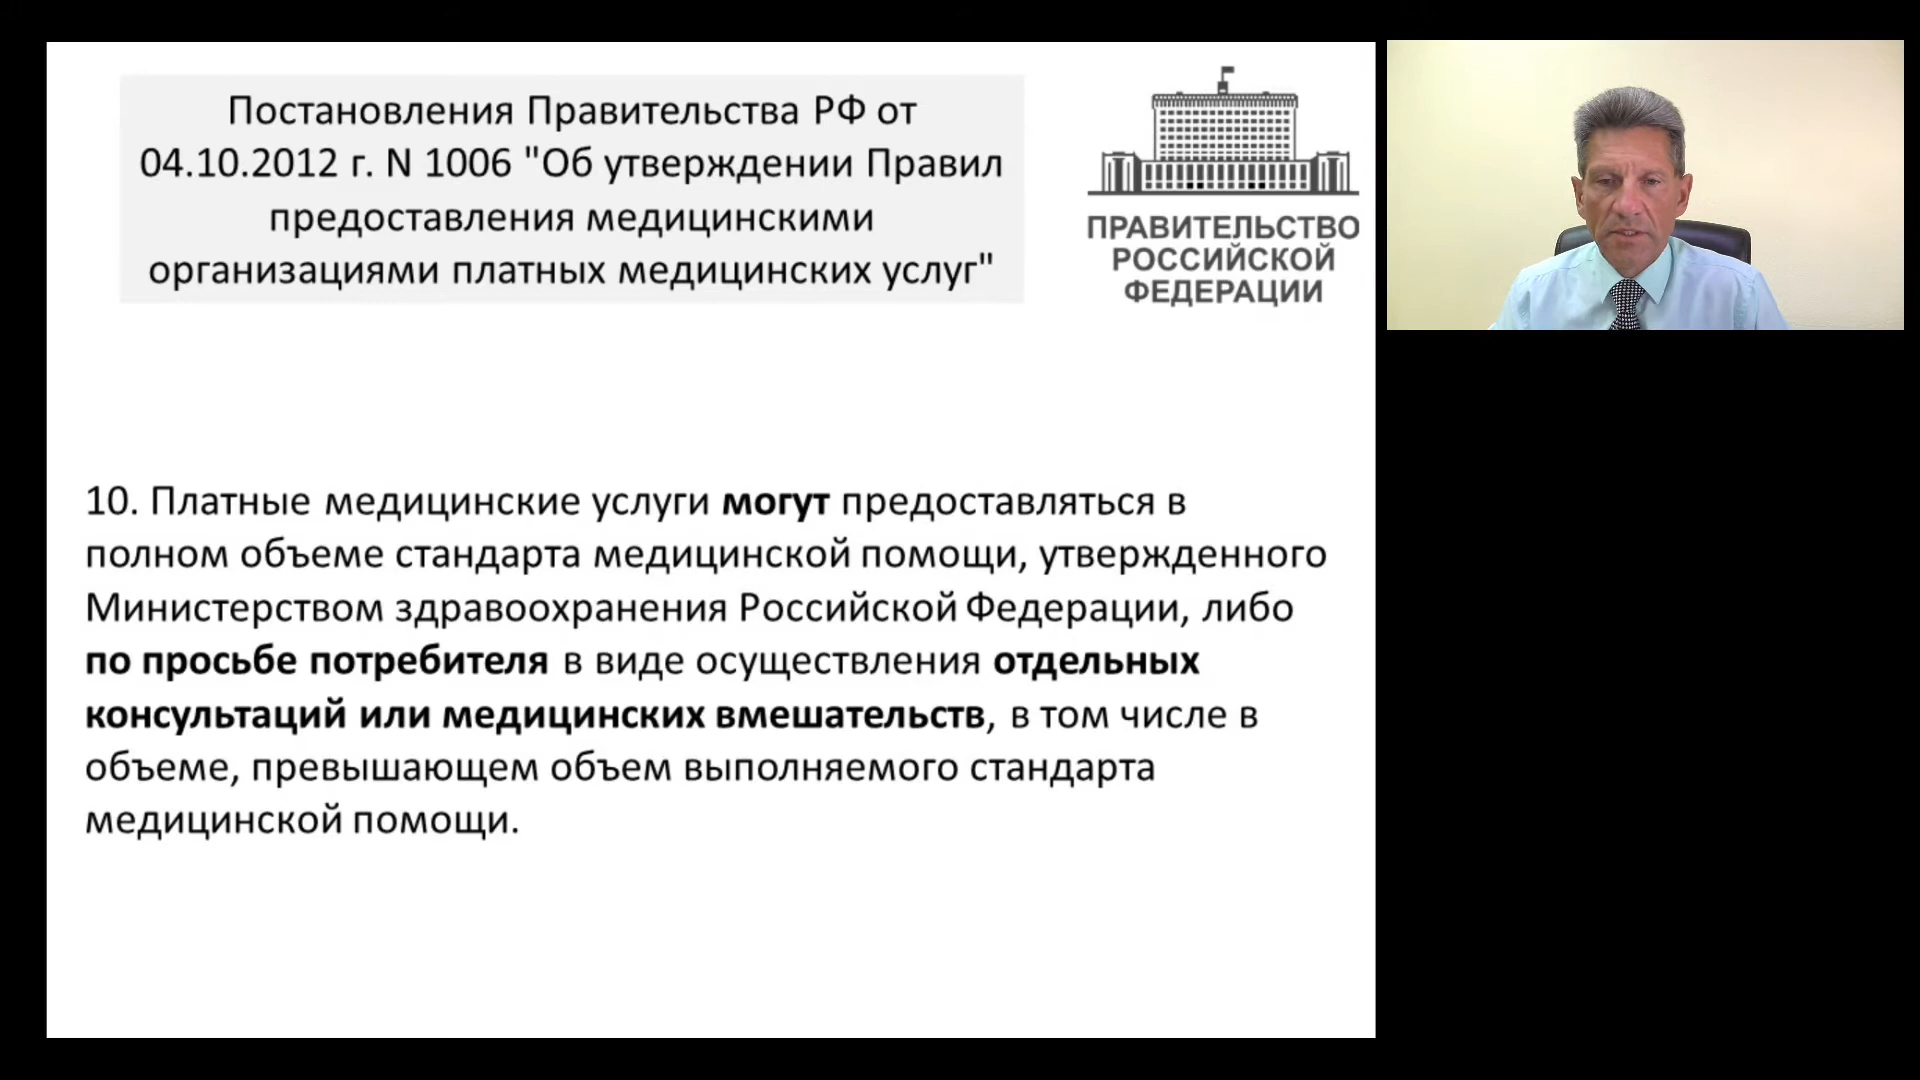 Постановления Правительства РФ от
04.10.2012 г. N 1006 "Об утверждении Правил
предоставления медицинскими
организациями платных медицинских услуг"
ПРАВИТЕЛЬСТВО
РОССИЙСКОЙ
ФЕДЕРАЦИИ
10. Платные медицинские услуги могут предоставляться в
полном объеме стандарта медицинской помощи, утвержденного
Министерством здравоохранения Российской Федерации, либо
по просьбе потребителя в виде осуществления отдельных
консультаций или медицинских вмешательств, в том числе в
объеме, превышающем объем выполняемого стандарта
медицинской помощи.